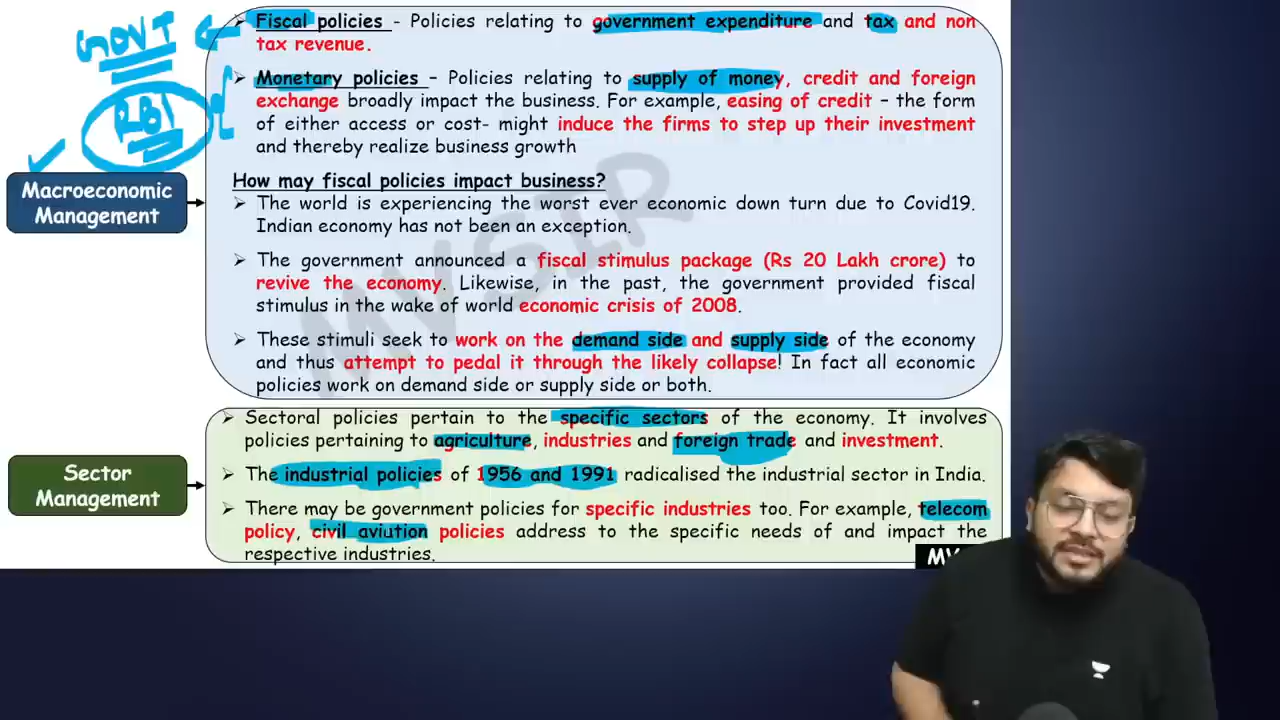 GOVT
RBI
➢ Fiscal policies - Policies relating to government expenditure and tax and non
tax revenue.
➢ Monetary policies – Policies relating to supply of money, credit and foreign
exchange broadly impact the business. For example, easing of credit – the form
of either access or cost- might induce the firms to step up their investment
and thereby realize business growth
Macroeconomic
Management
How may fiscal policies impact business?
➢ The world is experiencing the worst ever economic down turn due to Covid19.
Indian economy has not been an exception.
➢ The government announced a fiscal stimulus package (Rs 20 Lakh crore) to
revive the economy. Likewise, in the past, the government provided fiscal
stimulus in the wake of world economic crisis of 2008.
➢ These stimuli seek to work on the demand side and supply side of the economy
and thus attempt to pedal it through the likely collapse! In fact all economic
policies work on demand side or supply side or both.
MVSIR
Sector
Management
➢ Sectoral policies pertain to the specific sectors of the economy. It involves
policies pertaining to agriculture, industries and foreign trade and investment.
➢ The industrial policies of 1956 and 1991 radicalised the industrial sector in India.
➢ There may be government policies for specific industries too. For example, telecom
policy, civil aviution policies address to the specific needs of and impact the
respective industries.